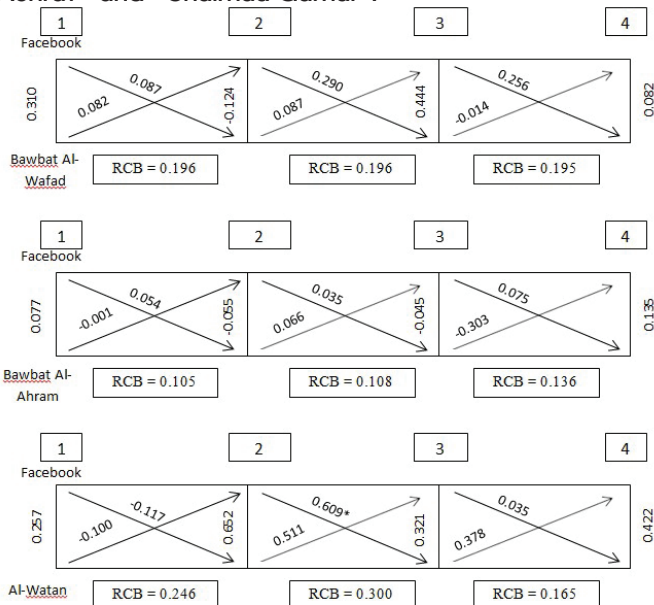 1 2 3 4
Facebook
0.310 0.087 0.082 -0.124 0.290 0.087 0.444 0.256 -0.014 0.082
Bawbat Al-Wafad
RCB = 0.196 RCB = 0.196 RCB = 0.195
1 2 3 4
Facebook
0.077 0.054 -0.001 -0.055 0.035 0.066 -0.045 0.075 -0.303 0.135
Bawbat Al-Ahram
RCB = 0.105 RCB = 0.108 RCB = 0.136
1 2 3 4
Facebook
0.257 -0.117 -0.100 0.652 0.609* 0.511 0.321 0.035 0.378 0.422
Al-Watan RCB = 0.246 RCB = 0.300 RCB = 0.165